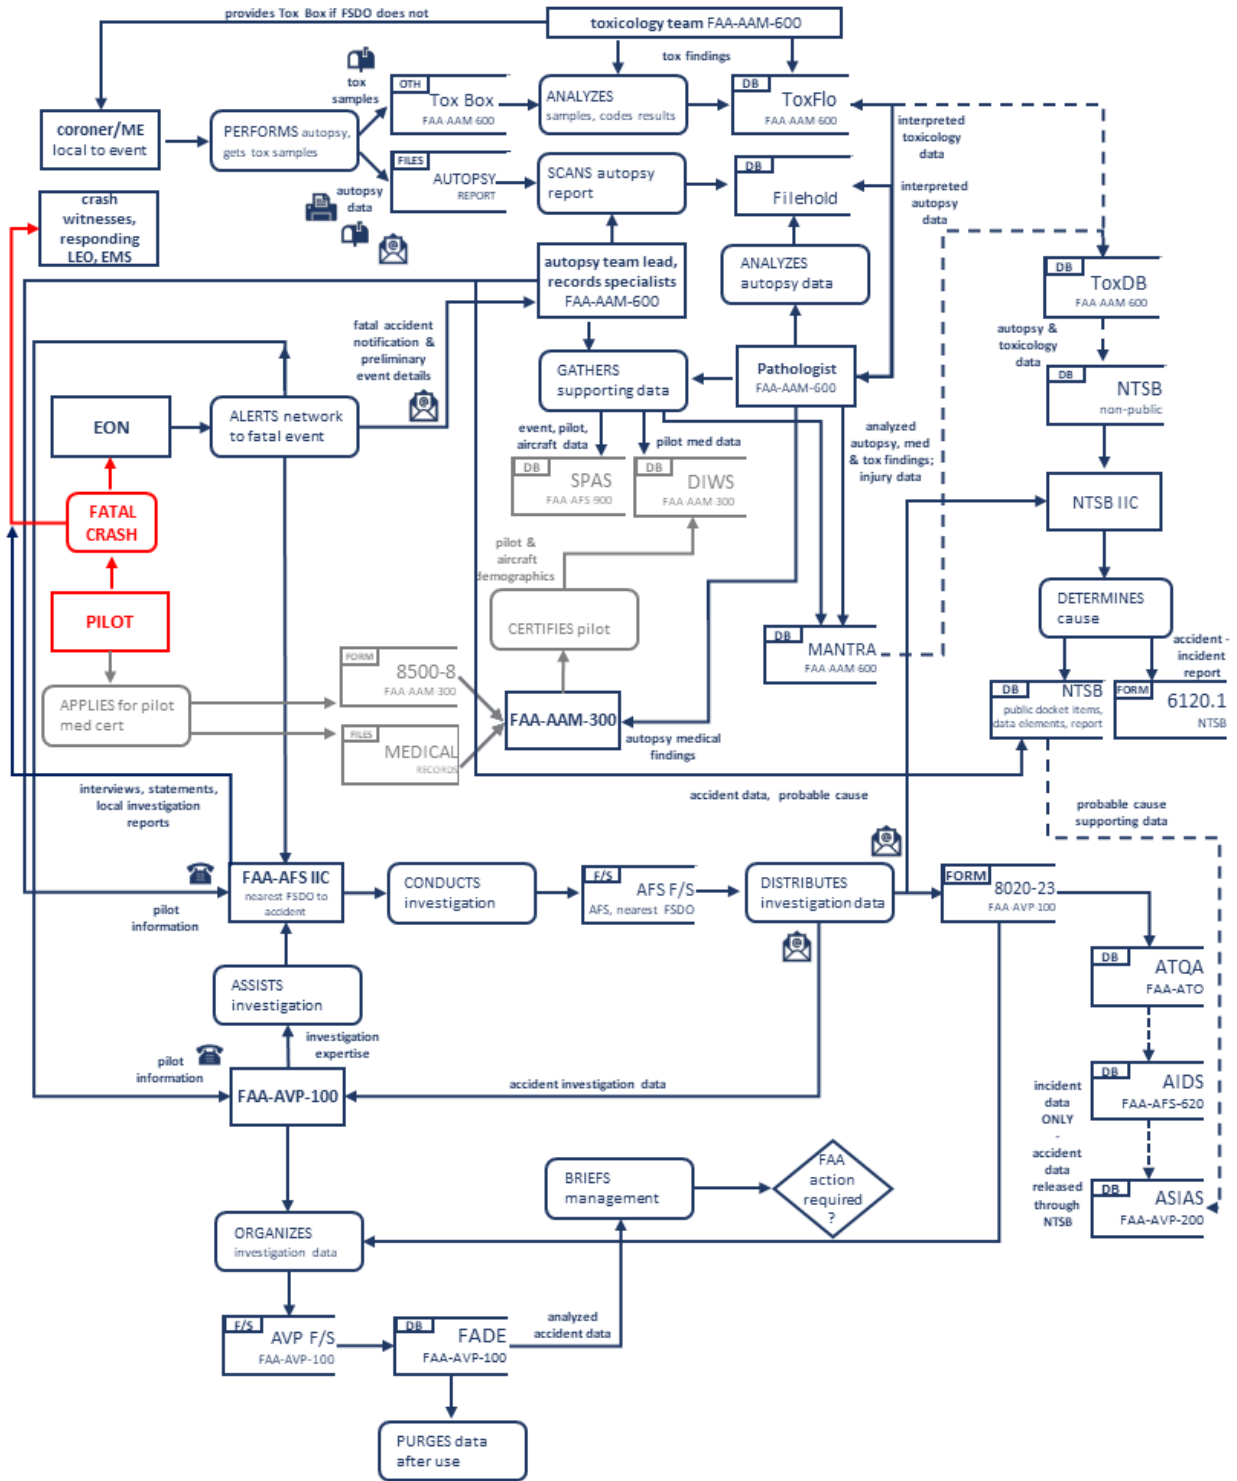 provides Tox Box if FSDO does not
toxicology team FAA-AAM-600
tox findings
tox
samples
OTH
Tox Box
FAA-AAM-600
ANALYZES
samples, codes results
DB
ToxFlo
FAA-AAM-600
coroner/ME
local to event
PERFORMS autopsy,
gets tox samples
interpreted
toxicology
data
FILES
AUTOPSY
REPORT
SCANS autopsy
report
DB
Filehold
autopsy
data
interpreted
autopsy
data
crash
witnesses,
responding
LEO, EMS
autopsy team lead,
records specialists
FAA-AAM-600
ANALYZES
autopsy data
DB
ToxDB
FAA-AAM-600
fatal accident
notification &
preliminary
event details
autopsy &
toxicology
data
GATHERS
supporting data
Pathologist
FAA-AAM-600
DB
NTSB
non-public
EON
ALERTS network
to fatal event
event, pilot,
aircraft data
pilot med data
analyzed
autopsy, med
& tox findings;
injury data
DB
SPAS
FAA-AFS-900
DB
DIWS
FAA-AAM-300
NTSB IIC
FATAL
CRASH
pilot &
aircraft
demographics
PILOT
CERTIFIES pilot
DETERMINES
cause
DB
MANTRA
FAA-AAM-600
accident -
incident
report
FORM
8500-8
FAA-AAM-300
APPLIES for pilot
med cert
FAA-AAM-300
DB
NTSB
public docket items,
data elements, report
FORM
6120.1
NTSB
FILES
MEDICAL
RECORDS
autopsy medical
findings
interviews, statements,
local investigation
reports
accident data, probable cause
probable cause
supporting data
FAA-AFS IIC
nearest FSDO to
accident
CONDUCTS
investigation
F/S
AFS F/S
AFS, nearest FSDO
DISTRIBUTES
investigation data
FORM
8020-23
FAA-AVP-100
pilot
information
DB
ATQA
FAA-ATO
ASSISTS
investigation
investigation
expertise
pilot
information
FAA-AVP-100
accident investigation data
DB
AIDS
FAA-AFS-620
incident
data
ONLY
-
accident
data
released
through
NTSB
BRIEFS
management
FAA
action
required
?
DB
ASIAS
FAA-AVP-200
ORGANIZES
investigation data
F/S
AVP F/S
FAA-AVP-100
DB
FADE
FAA-AVP-100
analyzed
accident data
PURGES data
after use